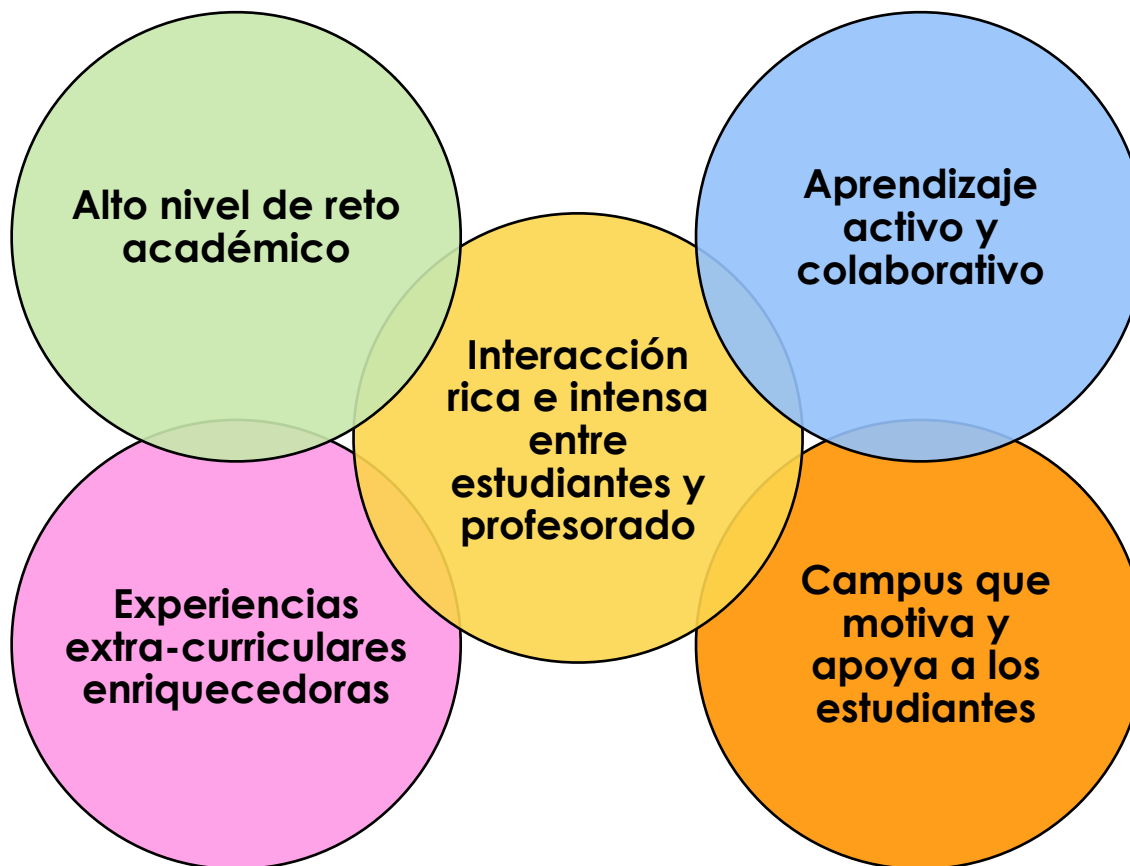 Alto nivel de reto
académico
Aprendizaje
activo y
colaborativo
Interacción
rica e intensa
entre
estudiantes y
profesorado
Experiencias
extra-curriculares
enriquecedoras
Campus que
motiva y
apoya a los
estudiantes